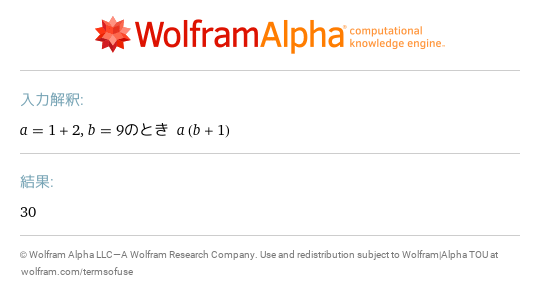 WolframAlpha computational
knowledge engine™
入力解釈:
a = 1 + 2, b = 9のとき a (b + 1)
結果:
30
© Wolfram Alpha LLC—A Wolfram Research Company. Use and redistribution subject to Wolfram|Alpha TOU at
wolfram.com/termsofuse